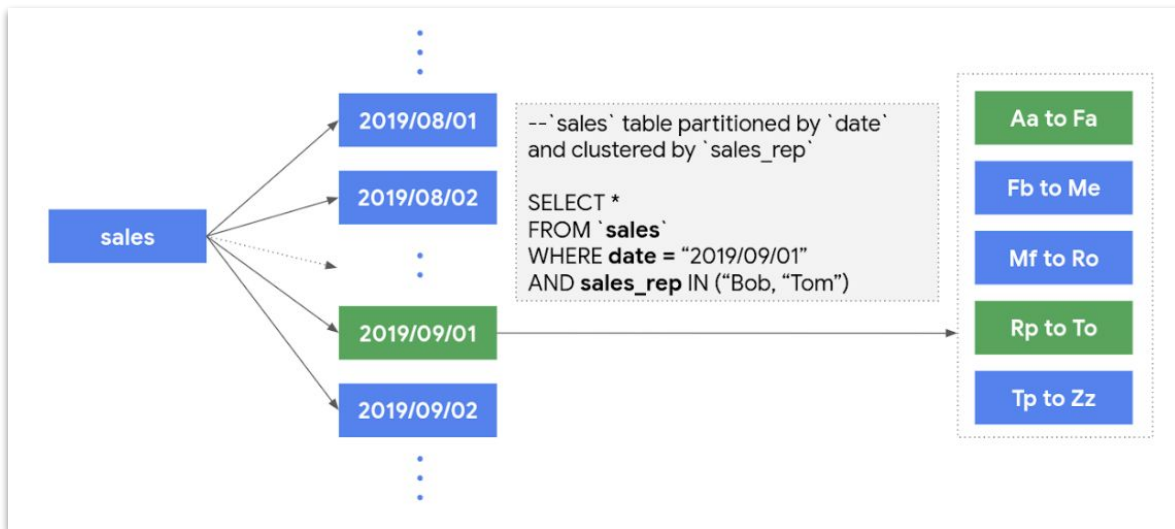 sales
2019/08/01
2019/08/02
2019/09/01
2019/09/02
--`sales` table partitioned by `date`
and clustered by `sales_rep`
SELECT *
FROM `sales`
WHERE date = “2019/09/01”
AND sales_rep IN (“Bob, “Tom”)
Aa to Fa
Fb to Me
Mf to Ro
Rp to To
Tp to Zz